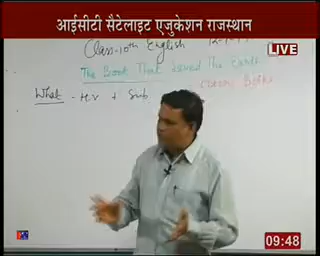 आईसीटी सैटेलाइट एजुकेशन राजस्थान
Class-10th English
LIVE
The Book That Saved The Earth
What - H.V + Sub
09:48